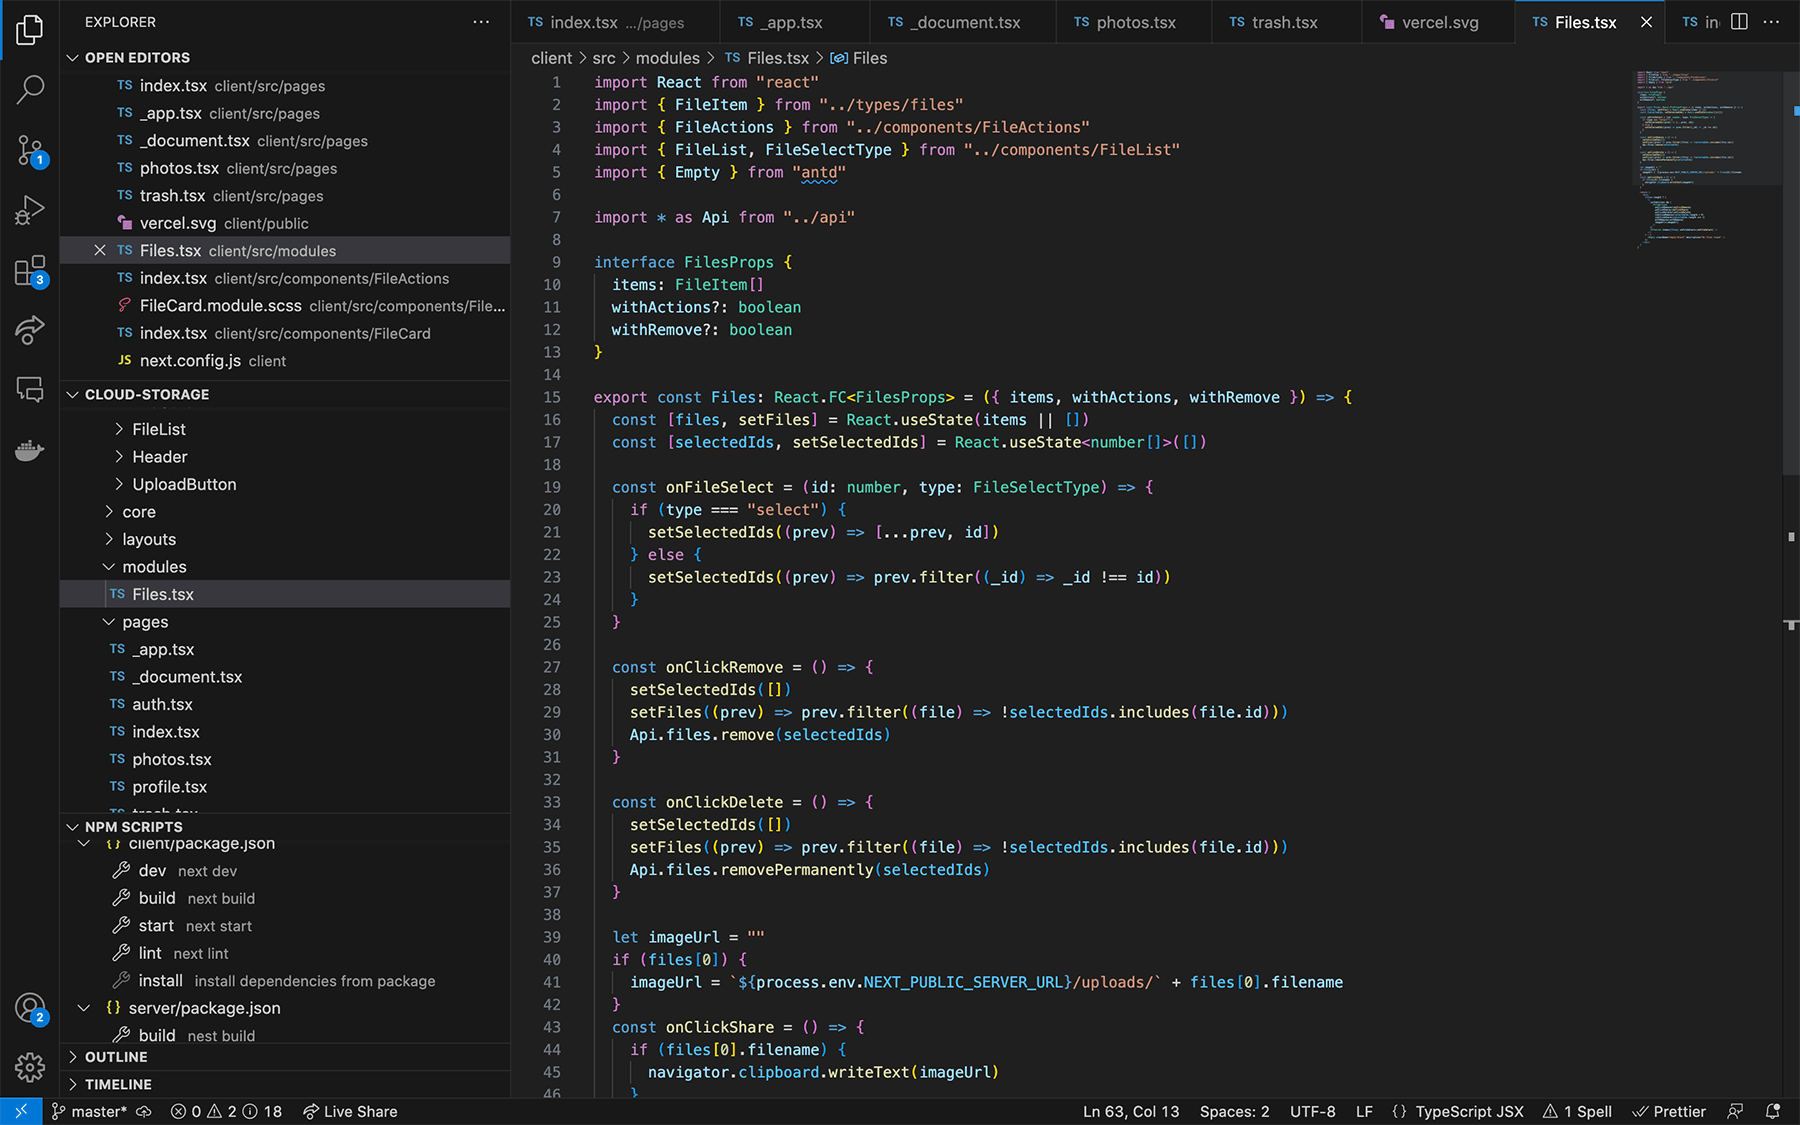 EXPLORER
OPEN EDITORS
TS index.tsx client/src/pages
TS _app.tsx client/src/pages
TS _document.tsx client/src/pages
TS photos.tsx client/src/pages
TS trash.tsx client/src/pages
vercel.svg client/public
TS Files.tsx client/src/modules
TS index.tsx client/src/components/FileActions
FileCard.module.scss client/src/components/File...
TS index.tsx client/src/components/FileCard
JS next.config.js client
CLOUD-STORAGE
FileList
Header
UploadButton
core
layouts
modules
TS Files.tsx
pages
TS _app.tsx
TS _document.tsx
TS auth.tsx
TS index.tsx
TS photos.tsx
TS profile.tsx
TS trash.tsx
NPM SCRIPTS
{} client/package.json
dev next dev
build next build
start next start
lint next lint
install install dependencies from package
{} server/package.json
build nest build
OUTLINE
TIMELINE
1
3
2
TS index.tsx .../pages
TS _app.tsx
TS _document.tsx
TS photos.tsx
TS trash.tsx
vercel.svg
TS Files.tsx
TS in
client > src > modules > TS Files.tsx > Files
1 import React from "react"
2 import { FileItem } from "../types/files"
3 import { FileActions } from "../components/FileActions"
4 import { FileList, FileSelectType } from "../components/FileList"
5 import { Empty } from "antd"
6
7 import * as Api from "../api"
8
9 interface FilesProps {
10 items: FileItem[]
11 withActions?: boolean
12 withRemove?: boolean
13 }
14
15 export const Files: React.FC<FilesProps> = ({ items, withActions, withRemove }) => {
16 const [files, setFiles] = React.useState(items || [])
17 const [selectedIds, setSelectedIds] = React.useState<number[]>([])
18
19 const onFileSelect = (id: number, type: FileSelectType) => {
20 if (type === "select") {
21 setSelectedIds((prev) => [...prev, id])
22 } else {
23 setSelectedIds((prev) => prev.filter((_id) => _id !== id))
24 }
25 }
26
27 const onClickRemove = () => {
28 setSelectedIds([])
29 setFiles((prev) => prev.filter((file) => !selectedIds.includes(file.id)))
30 Api.files.remove(selectedIds)
31 }
32
33 const onClickDelete = () => {
34 setSelectedIds([])
35 setFiles((prev) => prev.filter((file) => !selectedIds.includes(file.id)))
36 Api.files.removePermanently(selectedIds)
37 }
38
39 let imageUrl = ""
40 if (files[0]) {
41 imageUrl = `${process.env.NEXT_PUBLIC_SERVER_URL}/uploads/` + files[0].filename
42 }
43 const onClickShare = () => {
44 if (files[0].filename) {
45 navigator.clipboard.writeText(imageUrl)
46 }
master* 0 2 18 Live Share
Ln 63, Col 13 Spaces: 2 UTF-8 LF {} TypeScript JSX 1 Spell Prettier